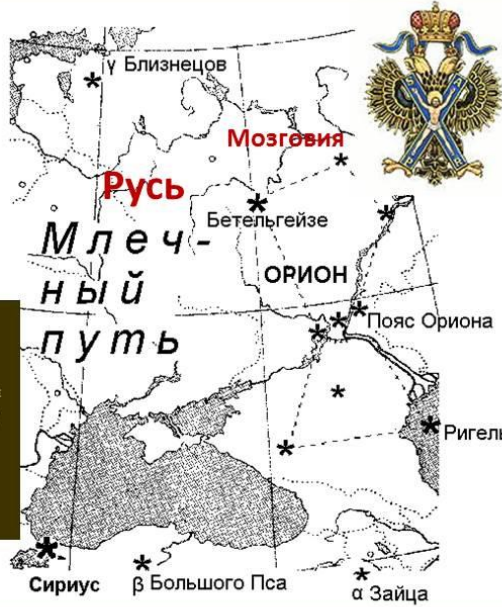 γ Близнецов
Мозговия
Русь
Бетельгейзе
Млеч-
ный
путь
ОРИОН
Пояс Ориона
Ригель
Сириус
β Большого Пса
α Зайца